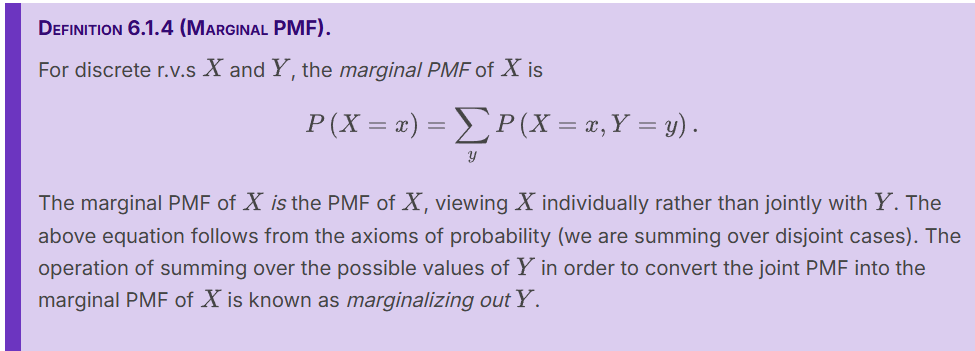 DEFINITION 6.1.4 (MARGINAL PMF).
For discrete r.v.s X and Y, the marginal PMF of X is
P(X = x) = ∑_y P(X = x, Y = y).
The marginal PMF of X is the PMF of X, viewing X individually rather than jointly with Y. The
above equation follows from the axioms of probability (we are summing over disjoint cases). The
operation of summing over the possible values of Y in order to convert the joint PMF into the
marginal PMF of X is known as marginalizing out Y.